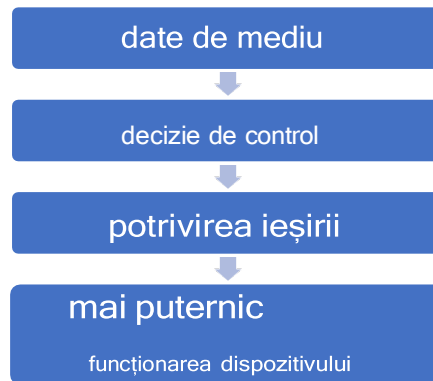 date de mediu
decizie de control
potrivirea ieșirii
mai puternic
funcționarea dispozitivului